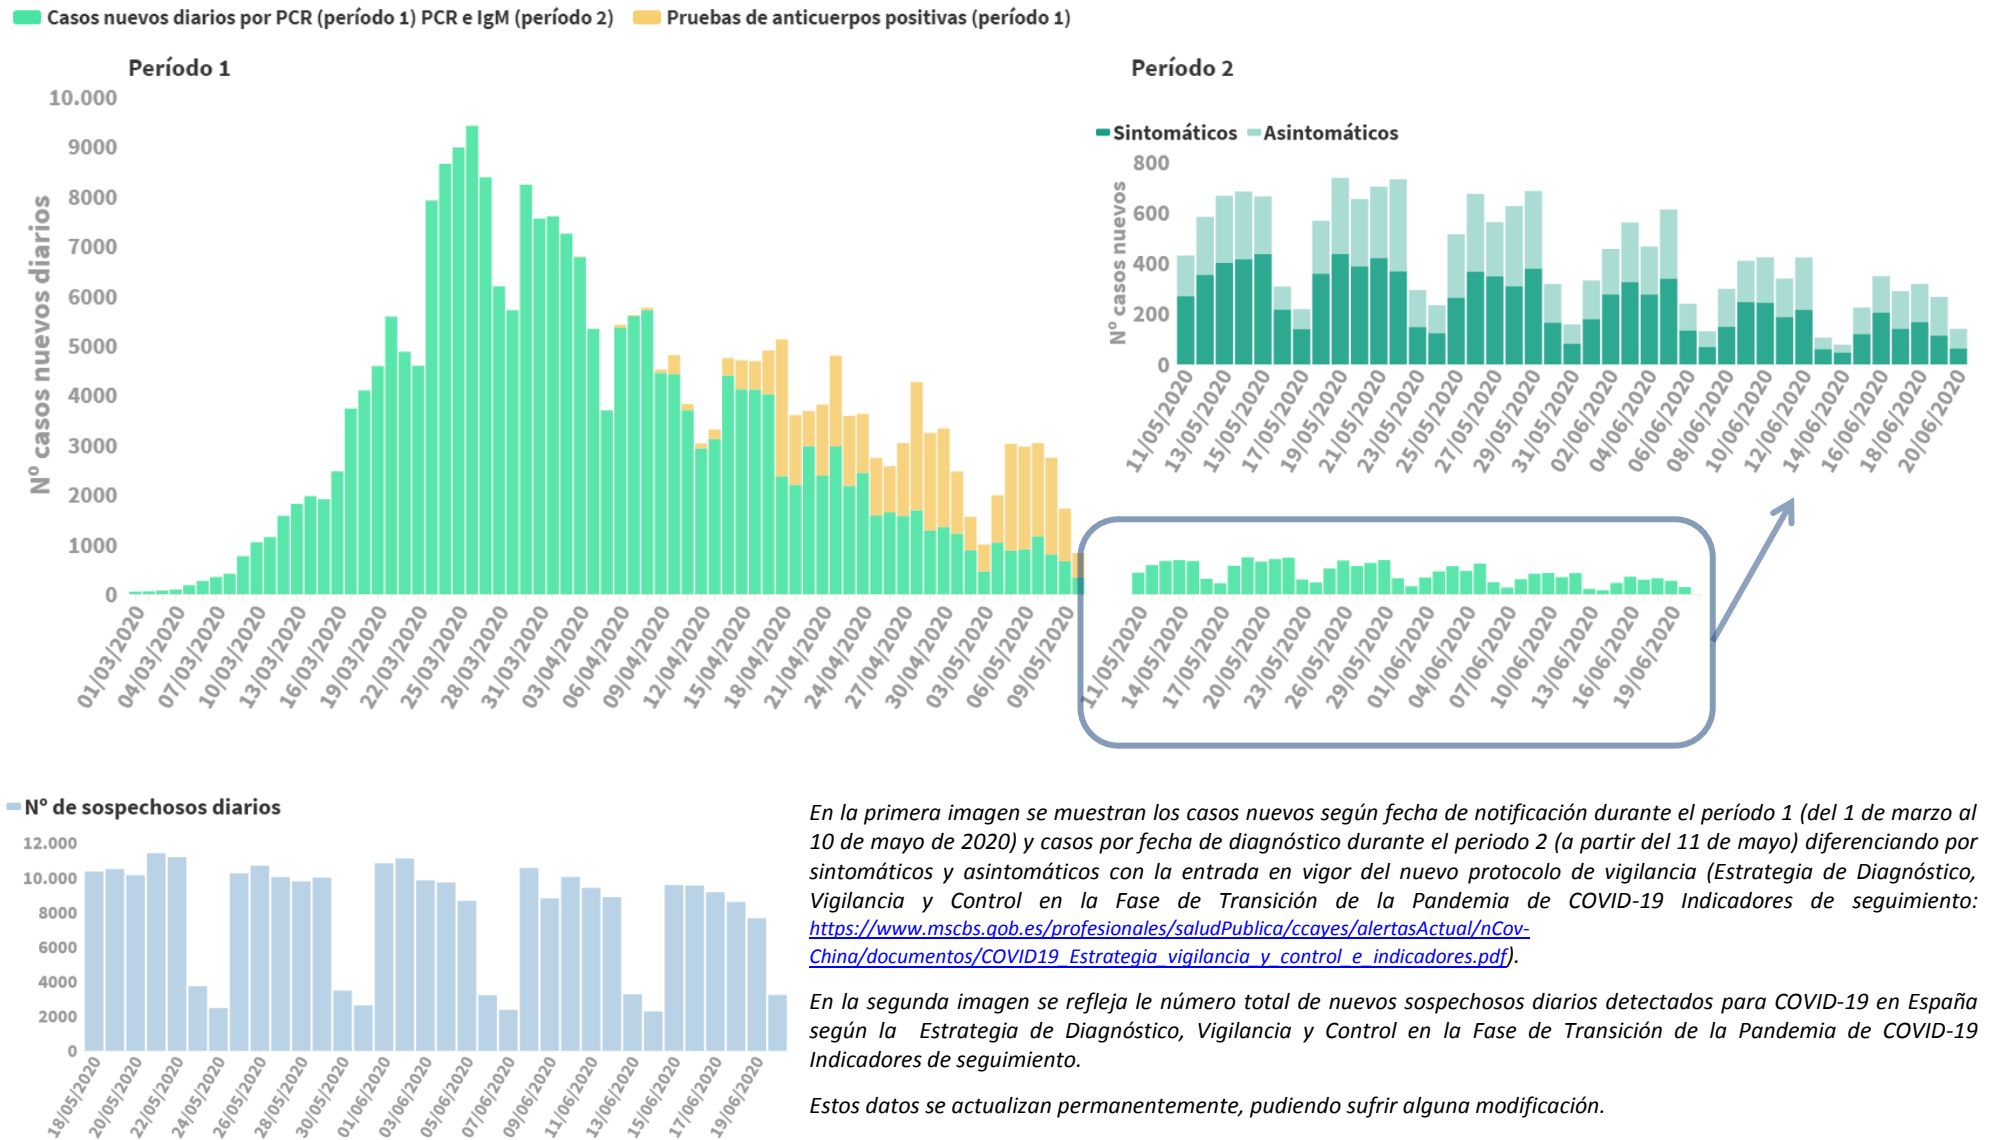 Casos nuevos diarios por PCR (período 1) PCR e IgM (período 2) Pruebas de anticuerpos positivas (período 1)
Período 1
Nº casos nuevos diarios
10.000
9000
8000
7000
6000
5000
4000
3000
2000
1000
0
01/03/2020 04/03/2020 07/03/2020 10/03/2020 13/03/2020 16/03/2020 19/03/2020 22/03/2020 25/03/2020 28/03/2020 31/03/2020 03/04/2020 06/04/2020 09/04/2020 12/04/2020 15/04/2020 18/04/2020 21/04/2020 24/04/2020 27/04/2020 30/04/2020 03/05/2020 06/05/2020 09/05/2020
Período 2
Sintomáticos Asintomáticos
Nº casos nuevos
800
600
400
200
0
11/05/2020 13/05/2020 15/05/2020 17/05/2020 19/05/2020 21/05/2020 23/05/2020 25/05/2020 27/05/2020 29/05/2020 31/05/2020 02/06/2020 04/06/2020 06/06/2020 08/06/2020 10/06/2020 12/06/2020 14/06/2020 16/06/2020 18/06/2020 20/06/2020
11/05/2020 14/05/2020 17/05/2020 20/05/2020 23/05/2020 26/05/2020 29/05/2020 01/06/2020 04/06/2020 07/06/2020 10/06/2020 13/06/2020 16/06/2020 19/06/2020
Nº de sospechosos diarios
12.000
10.000
8000
6000
4000
2000
0
18/05/2020 20/05/2020 22/05/2020 24/05/2020 26/05/2020 28/05/2020 30/05/2020 01/06/2020 03/06/2020 05/06/2020 07/06/2020 09/06/2020 11/06/2020 13/06/2020 15/06/2020 17/06/2020 19/06/2020
En la primera imagen se muestran los casos nuevos según fecha de notificación durante el período 1 (del 1 de marzo al
10 de mayo de 2020) y casos por fecha de diagnóstico durante el periodo 2 (a partir del 11 de mayo) diferenciando por
sintomáticos y asintomáticos con la entrada en vigor del nuevo protocolo de vigilancia (Estrategia de Diagnóstico,
Vigilancia y Control en la Fase de Transición de la Pandemia de COVID-19 Indicadores de seguimiento:
https://www.mscbs.gob.es/profesionales/saludPublica/ccayes/alertasActual/nCov-
China/documentos/COVID19_Estrategia_vigilancia_y_control_e_indicadores.pdf).
En la segunda imagen se refleja le número total de nuevos sospechosos diarios detectados para COVID-19 en España
según la Estrategia de Diagnóstico, Vigilancia y Control en la Fase de Transición de la Pandemia de COVID-19
Indicadores de seguimiento.
Estos datos se actualizan permanentemente, pudiendo sufrir alguna modificación.